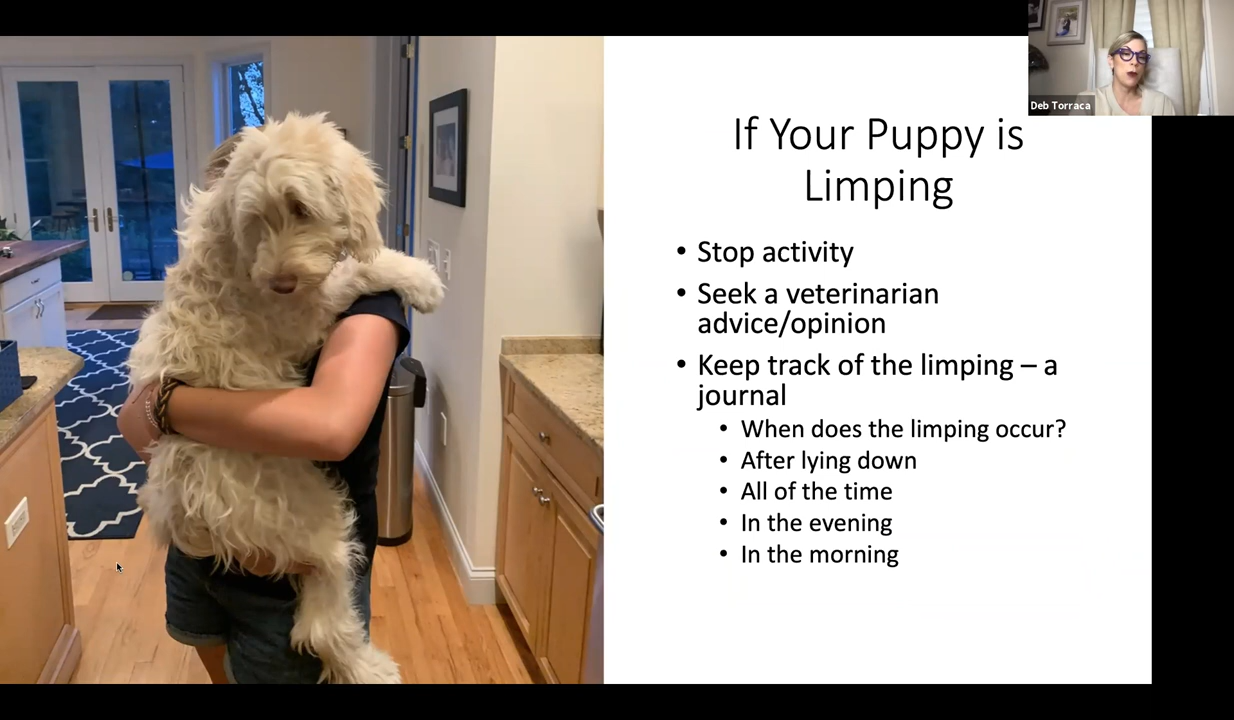 Deb Torraca
If Your Puppy is
Limping
• Stop activity
• Seek a veterinarian
advice/opinion
• Keep track of the limping – a
journal
• When does the limping occur?
• After lying down
• All of the time
• In the evening
• In the morning